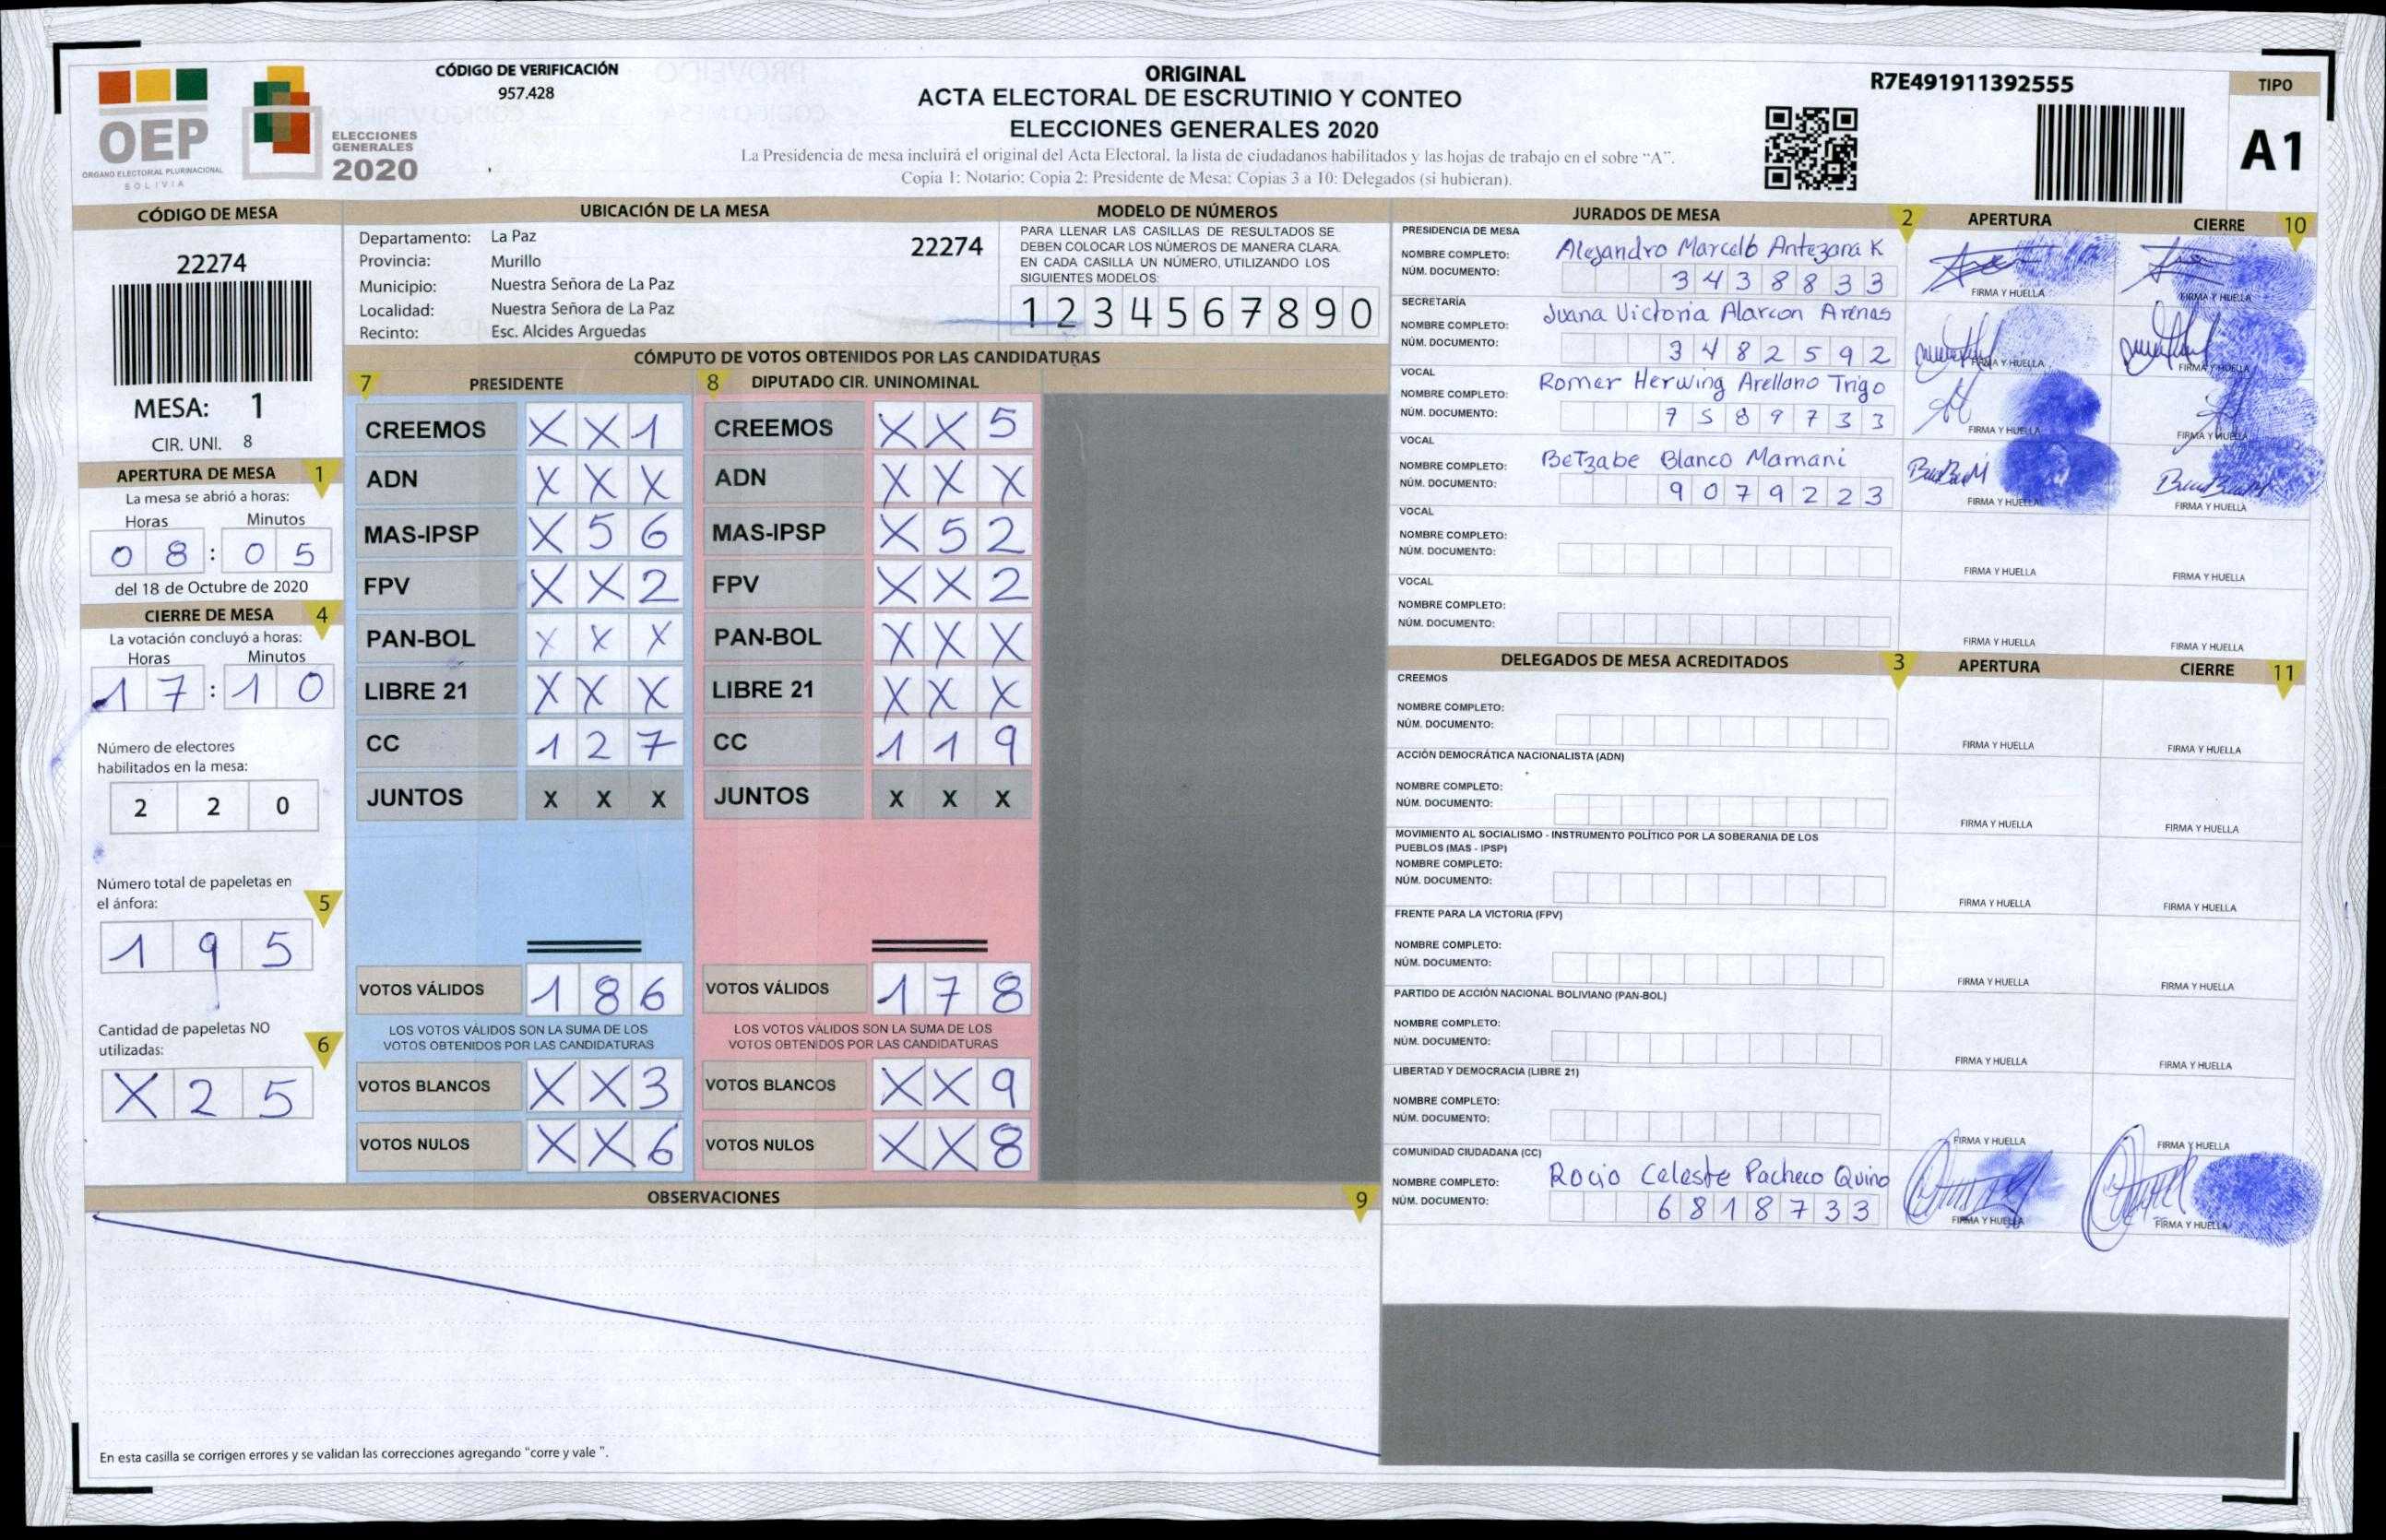 OEP
ÓRGANO ELECTORAL PLURINACIONAL
BOLIVIA
ELECCIONES
GENERALES
2020
CÓDIGO DE VERIFICACIÓN
957.428
ORIGINAL
ACTA ELECTORAL DE ESCRUTINIO Y CONTEO
ELECCIONES GENERALES 2020
La Presidencia de mesa incluirá el original del Acta Electoral, la lista de ciudadanos habilitados y las hojas de trabajo en el sobre "A".
Copia 1: Notario: Copia 2: Presidente de Mesa: Copias 3 a 10: Delegados (si hubieran).
R7E491911392555
TIPO
A1
CÓDIGO DE MESA
22274
MESA: 1
CIR. UNI. 8
APERTURA DE MESA 1
La mesa se abrió a horas:
Horas Minutos
0 8 : 0 5
del 18 de Octubre de 2020
CIERRE DE MESA 4
La votación concluyó a horas:
Horas Minutos
1 7 : 1 0
Número de electores
habilitados en la mesa:
2 2 0
Número total de papeletas en
el ánfora: 5
1 9 5
Cantidad de papeletas NO
utilizadas: 6
X 2 5
UBICACIÓN DE LA MESA
Departamento: La Paz 22274
Provincia: Murillo
Municipio: Nuestra Señora de La Paz
Localidad: Nuestra Señora de La Paz
Recinto: Esc. Alcides Arguedas
MODELO DE NÚMEROS
PARA LLENAR LAS CASILLAS DE RESULTADOS SE
DEBEN COLOCAR LOS NÚMEROS DE MANERA CLARA.
EN CADA CASILLA UN NÚMERO, UTILIZANDO LOS
SIGUIENTES MODELOS:
1 2 3 4 5 6 7 8 9 0
CÓMPUTO DE VOTOS OBTENIDOS POR LAS CANDIDATURAS
7 PRESIDENTE 8 DIPUTADO CIR. UNINOMINAL
CREEMOS X X 1 CREEMOS X X 5
ADN X X X ADN X X X
MAS-IPSP X 5 6 MAS-IPSP X 5 2
FPV X X 2 FPV X X 2
PAN-BOL X X X PAN-BOL X X X
LIBRE 21 X X X LIBRE 21 X X X
CC 1 2 7 CC 1 1 9
JUNTOS X X X JUNTOS X X X
VOTOS VÁLIDOS 1 8 6 VOTOS VÁLIDOS 1 7 8
LOS VOTOS VÁLIDOS SON LA SUMA DE LOS LOS VOTOS VÁLIDOS SON LA SUMA DE LOS
VOTOS OBTENIDOS POR LAS CANDIDATURAS VOTOS OBTENIDOS POR LAS CANDIDATURAS
VOTOS BLANCOS X X 3 VOTOS BLANCOS X X 9
VOTOS NULOS X X 6 VOTOS NULOS X X 8
OBSERVACIONES 9
En esta casilla se corrigen errores y se validan las correcciones agregando "corre y vale ".
JURADOS DE MESA 2 APERTURA CIERRE 10
PRESIDENCIA DE MESA
NOMBRE COMPLETO: Alejandro Marcelo Antezana K
NÚM. DOCUMENTO: 3 4 3 8 8 3 3
FIRMA Y HUELLA FIRMA Y HUELLA
SECRETARÍA
NOMBRE COMPLETO: Juana Victoria Alarcon Arenas
NÚM. DOCUMENTO: 3 4 8 2 5 9 2
FIRMA Y HUELLA FIRMA Y HUELLA
VOCAL
NOMBRE COMPLETO: Romer Herwing Arellano Trigo
NÚM. DOCUMENTO: 7 5 8 9 7 3 3
FIRMA Y HUELLA FIRMA Y HUELLA
VOCAL
NOMBRE COMPLETO: Betzabe Blanco Mamani
NÚM. DOCUMENTO: 9 0 7 9 2 2 3
FIRMA Y HUELLA FIRMA Y HUELLA
VOCAL
NOMBRE COMPLETO:
NÚM. DOCUMENTO:
FIRMA Y HUELLA FIRMA Y HUELLA
VOCAL
NOMBRE COMPLETO:
NÚM. DOCUMENTO:
FIRMA Y HUELLA FIRMA Y HUELLA
DELEGADOS DE MESA ACREDITADOS 3 APERTURA CIERRE 11
CREEMOS
NOMBRE COMPLETO:
NÚM. DOCUMENTO:
FIRMA Y HUELLA FIRMA Y HUELLA
ACCIÓN DEMOCRÁTICA NACIONALISTA (ADN)
NOMBRE COMPLETO:
NÚM. DOCUMENTO:
FIRMA Y HUELLA FIRMA Y HUELLA
MOVIMIENTO AL SOCIALISMO - INSTRUMENTO POLÍTICO POR LA SOBERANIA DE LOS
PUEBLOS (MAS - IPSP)
NOMBRE COMPLETO:
NÚM. DOCUMENTO:
FIRMA Y HUELLA FIRMA Y HUELLA
FRENTE PARA LA VICTORIA (FPV)
NOMBRE COMPLETO:
NÚM. DOCUMENTO:
FIRMA Y HUELLA FIRMA Y HUELLA
PARTIDO DE ACCIÓN NACIONAL BOLIVIANO (PAN-BOL)
NOMBRE COMPLETO:
NÚM. DOCUMENTO:
FIRMA Y HUELLA FIRMA Y HUELLA
LIBERTAD Y DEMOCRACIA (LIBRE 21)
NOMBRE COMPLETO:
NÚM. DOCUMENTO:
FIRMA Y HUELLA FIRMA Y HUELLA
COMUNIDAD CIUDADANA (CC)
NOMBRE COMPLETO: Rocio Celeste Pacheco Quino
NÚM. DOCUMENTO: 6 8 1 8 7 3 3
FIRMA Y HUELLA FIRMA Y HUELLA